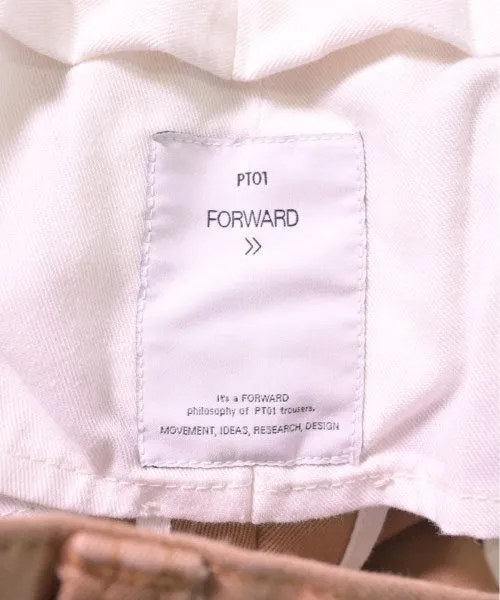 PT01
FORWARD
>>
It's a FORWARD
philosophy of PT01 trousers.
MOVEMENT, IDEAS, RESEARCH, DESIGN